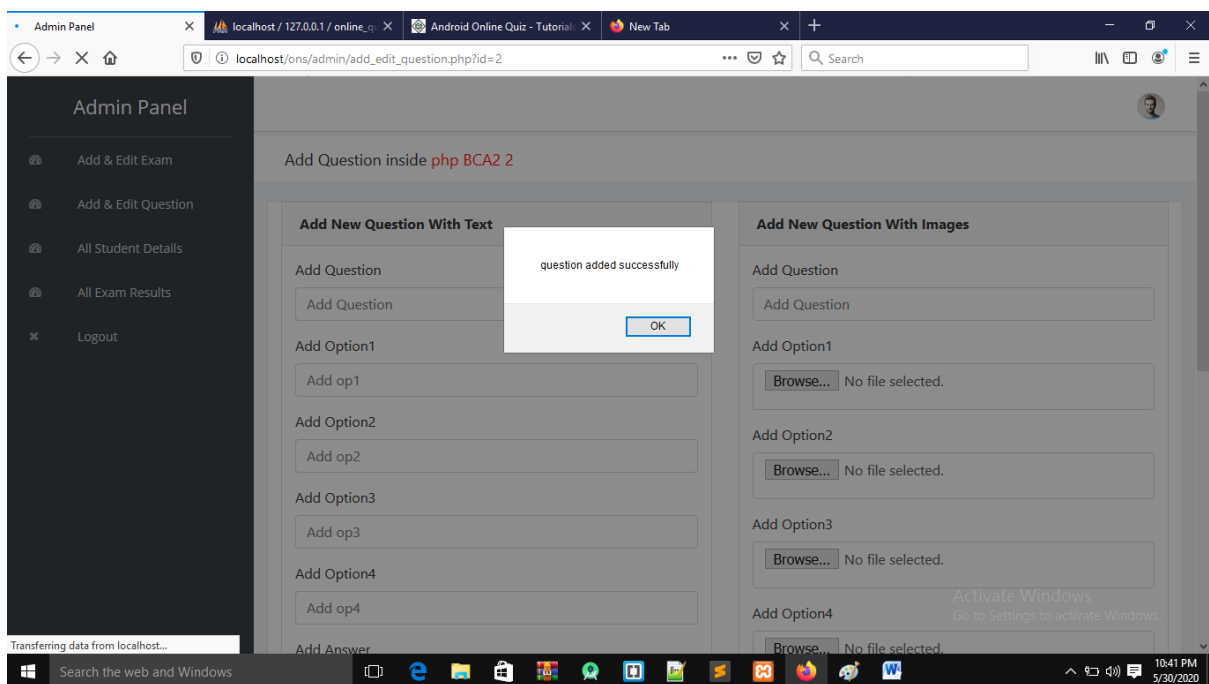 Admin Panel
localhost / 127.0.0.1 / online_q
Android Online Quiz - Tutorial
New Tab
localhost/ons/admin/add_edit_question.php?id=2
Search
Admin Panel
Add & Edit Exam
Add & Edit Question
All Student Details
All Exam Results
Logout
Add Question inside php BCA2 2
Add New Question With Text
Add Question
Add Question
Add Option1
Add op1
Add Option2
Add op2
Add Option3
Add op3
Add Option4
Add op4
Add Answer
question added successfully
OK
Add New Question With Images
Add Question
Add Question
Add Option1
Browse... No file selected.
Add Option2
Browse... No file selected.
Add Option3
Browse... No file selected.
Add Option4
Browse... No file selected.
Activate Windows
Go to Settings to activate Windows.
Transferring data from localhost...
Search the web and Windows
10:41 PM
5/30/2020